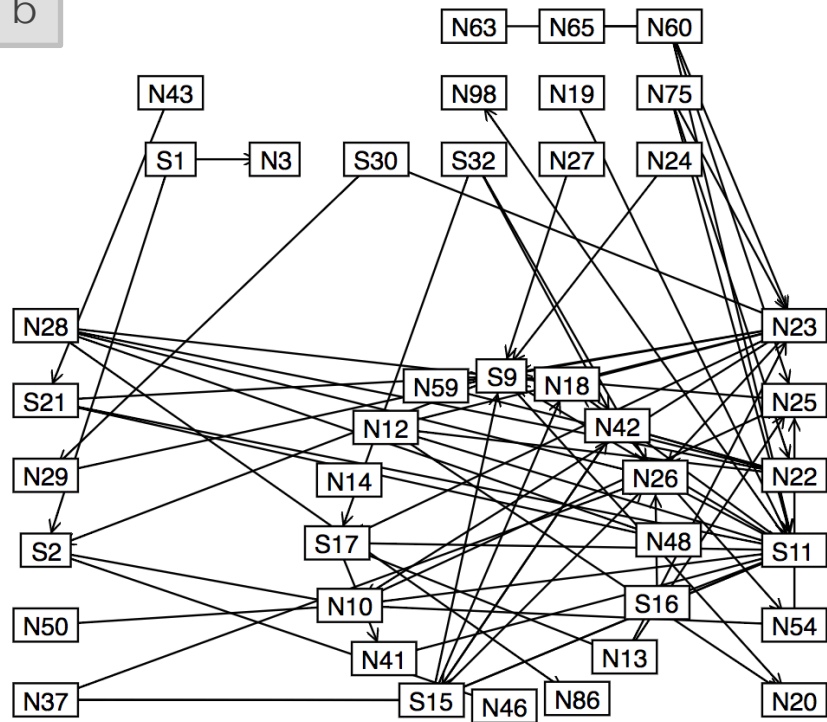 b
N63 N65 N60
N43 N98 N19 N75
S1 N3 S30 S32 N27 N24
N28 N23
S9
N59 N18
S21 N25
N12 N42
N29 N14 N26 N22
S2 S17 N48 S11
N10 S16
N50 N54
N41 N13
N37 S15 N46 N86 N20